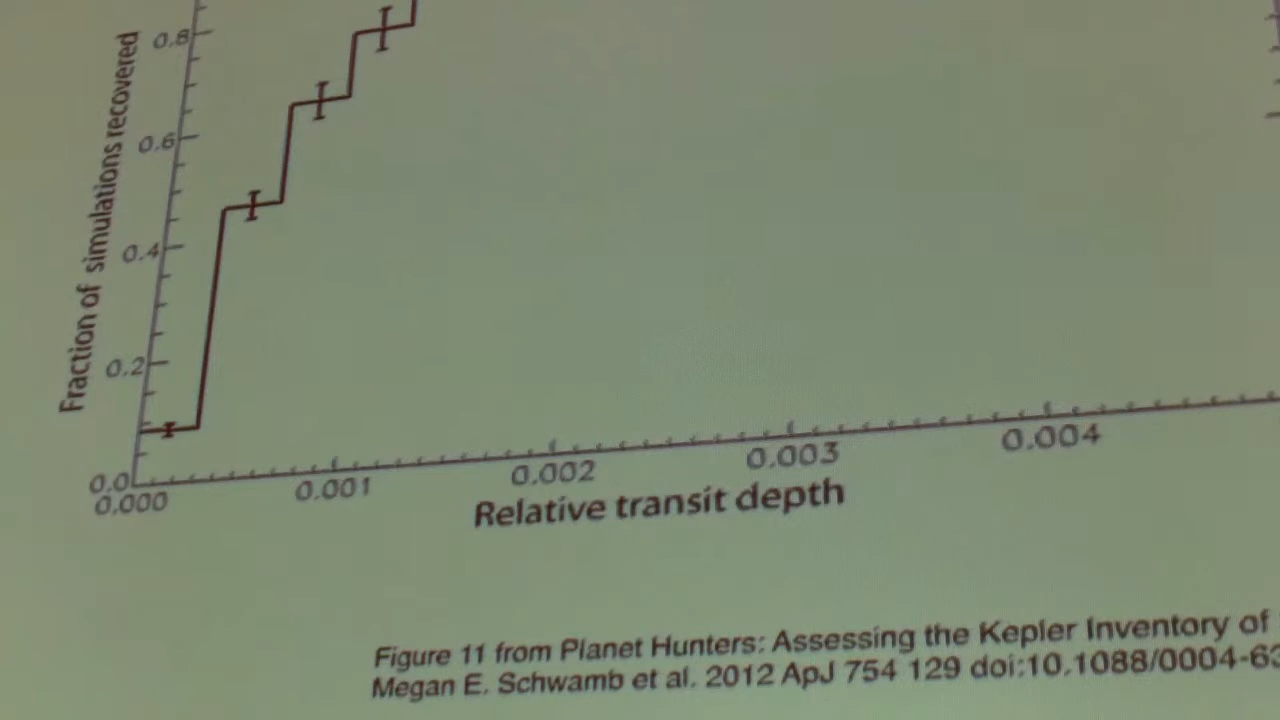 Fraction of simulations recovered
0.8
0.6
0.4
0.2
0.0
0.000
0.001
0.002
0.003
0.004
Relative transit depth
Figure 11 from Planet Hunters: Assessing the Kepler Inventory of
Megan E. Schwamb et al. 2012 ApJ 754 129 doi:10.1088/0004-63